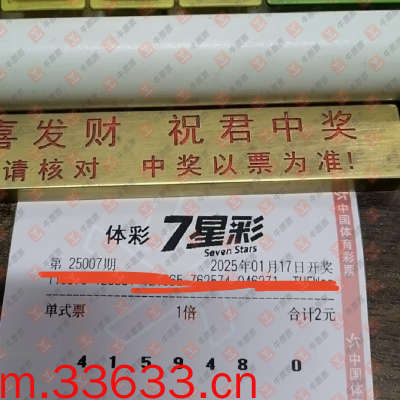 喜发财 祝君中奖
请核对 中奖以票为准!
体彩 7星彩
Seven Stars
第 25007期 2025年01月17日开奖
单式票 1倍 合计2元
4 1 5 9 4 8 0
中国体育彩票
m.33633.cn